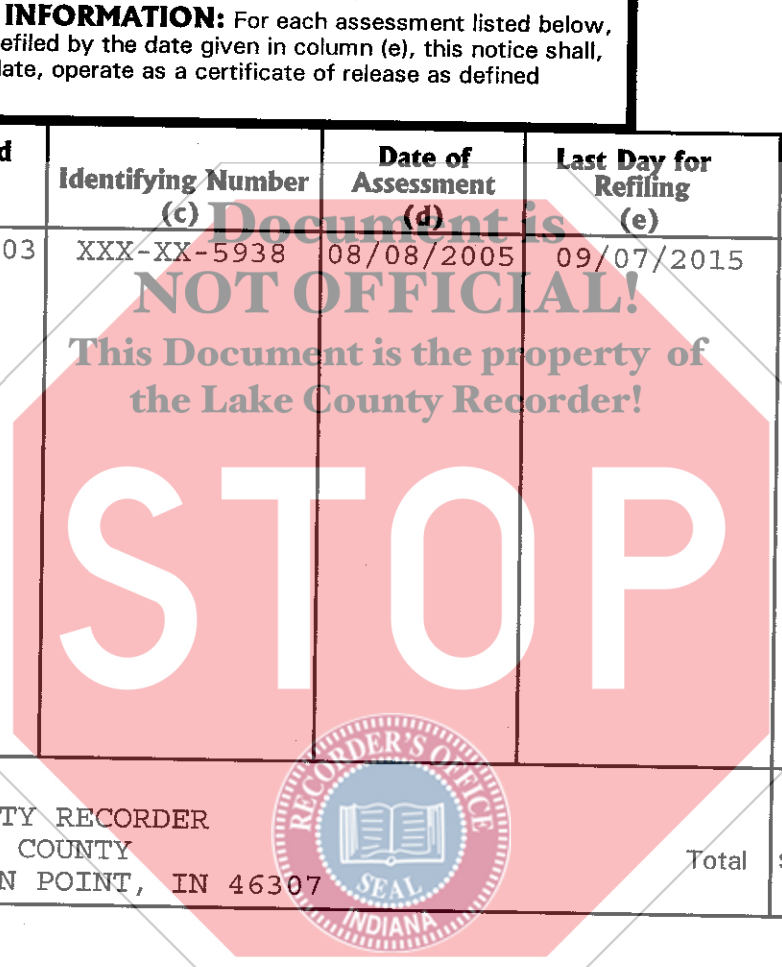 INFORMATION: For each assessment listed below,
efiled by the date given in column (e), this notice shall,
late, operate as a certificate of release as defined
d Identifying Number Date of Assessment Last Day for Refiling
(c) (d) (e)
03 XXX-XX-5938 08/08/2005 09/07/2015
Document is
NOT OFFICIAL!
This Document is the property of
the Lake County Recorder!
STOP
RECORDER'S OFFICE
SEAL
INDIANA
TY RECORDER
COUNTY
N POINT, IN 46307
Total